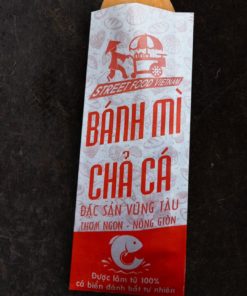 STREET FOOD VIETNAM
BÁNH MÌ
CHẢ CÁ
ĐẶC SẢN VŨNG TÀU
THƠM NGON - NÓNG GIÒN
Được làm từ 100%
cá biển đánh bắt tự nhiên